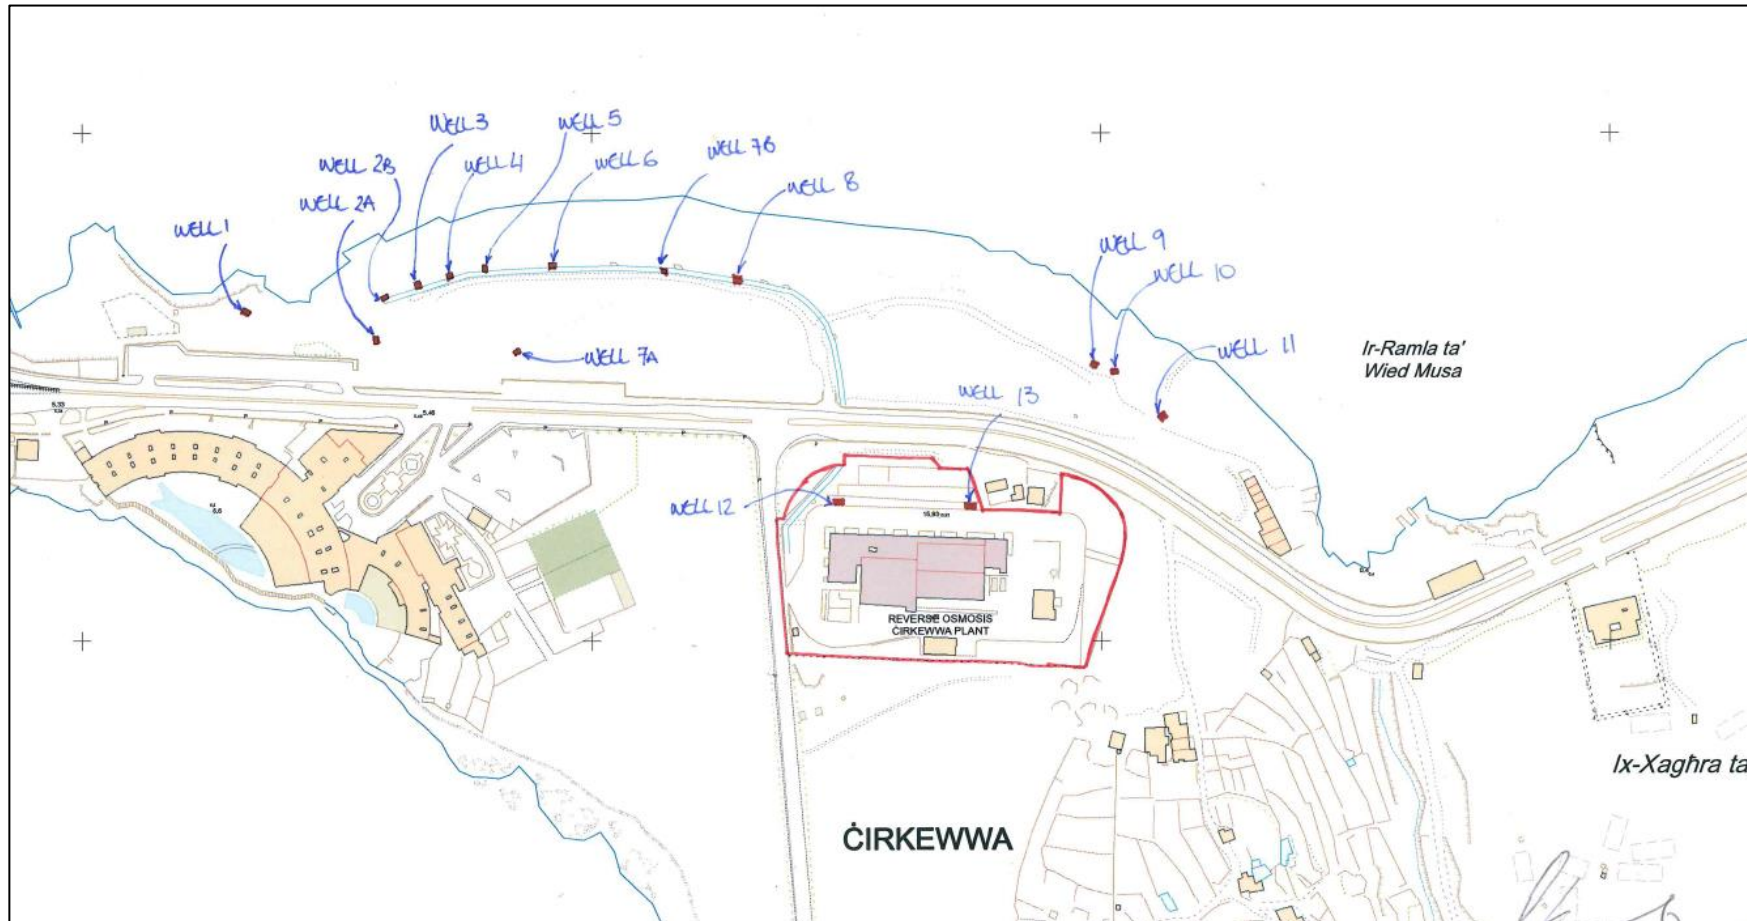 WELL 3
WELL 5
WELL 2B
WELL 4
WELL 6
WELL 7B
WELL 8
WELL 2A
WELL 1
WELL 9
WELL 10
WELL 7A
WELL 11
Ir-Ramla ta'
Wied Musa
WELL 13
WELL 12
REVERSE OSMOSIS
ĊIRKEWWA PLANT
Ix-Xagħra ta
ĊIRKEWWA